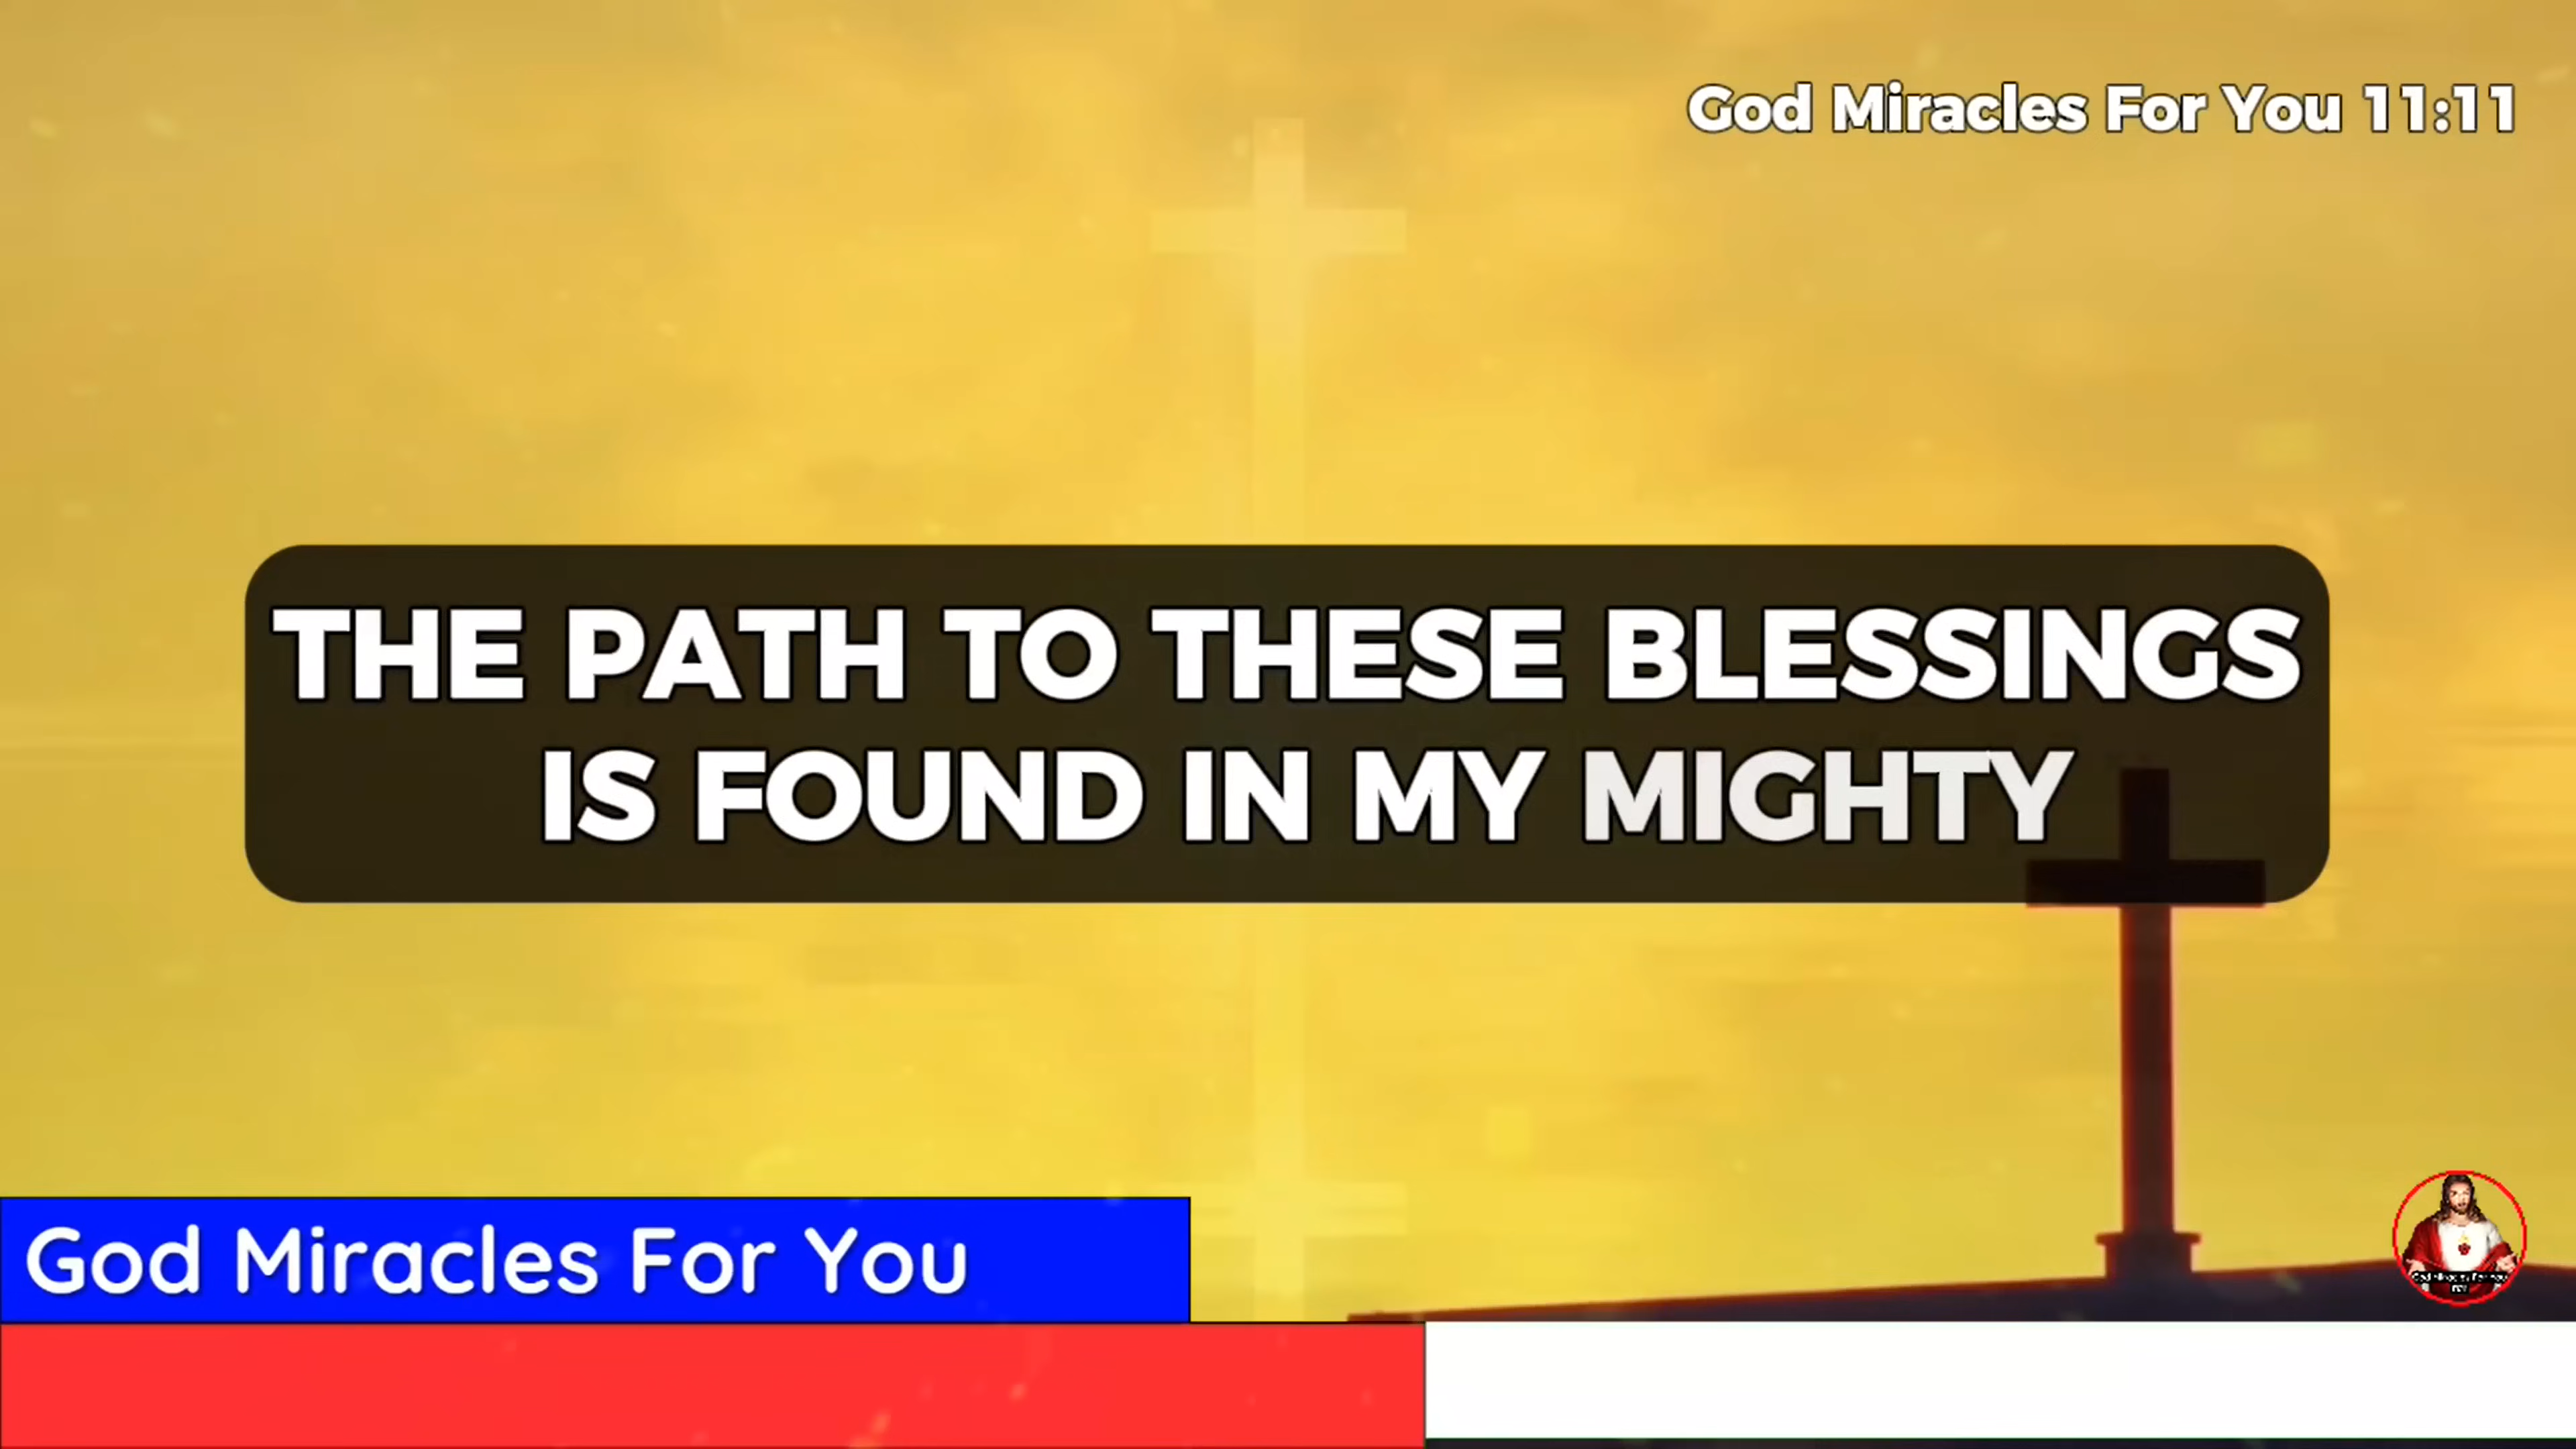 God Miracles For You 11:11
THE PATH TO THESE BLESSINGS
IS FOUND IN MY MIGHTY
God Miracles For You